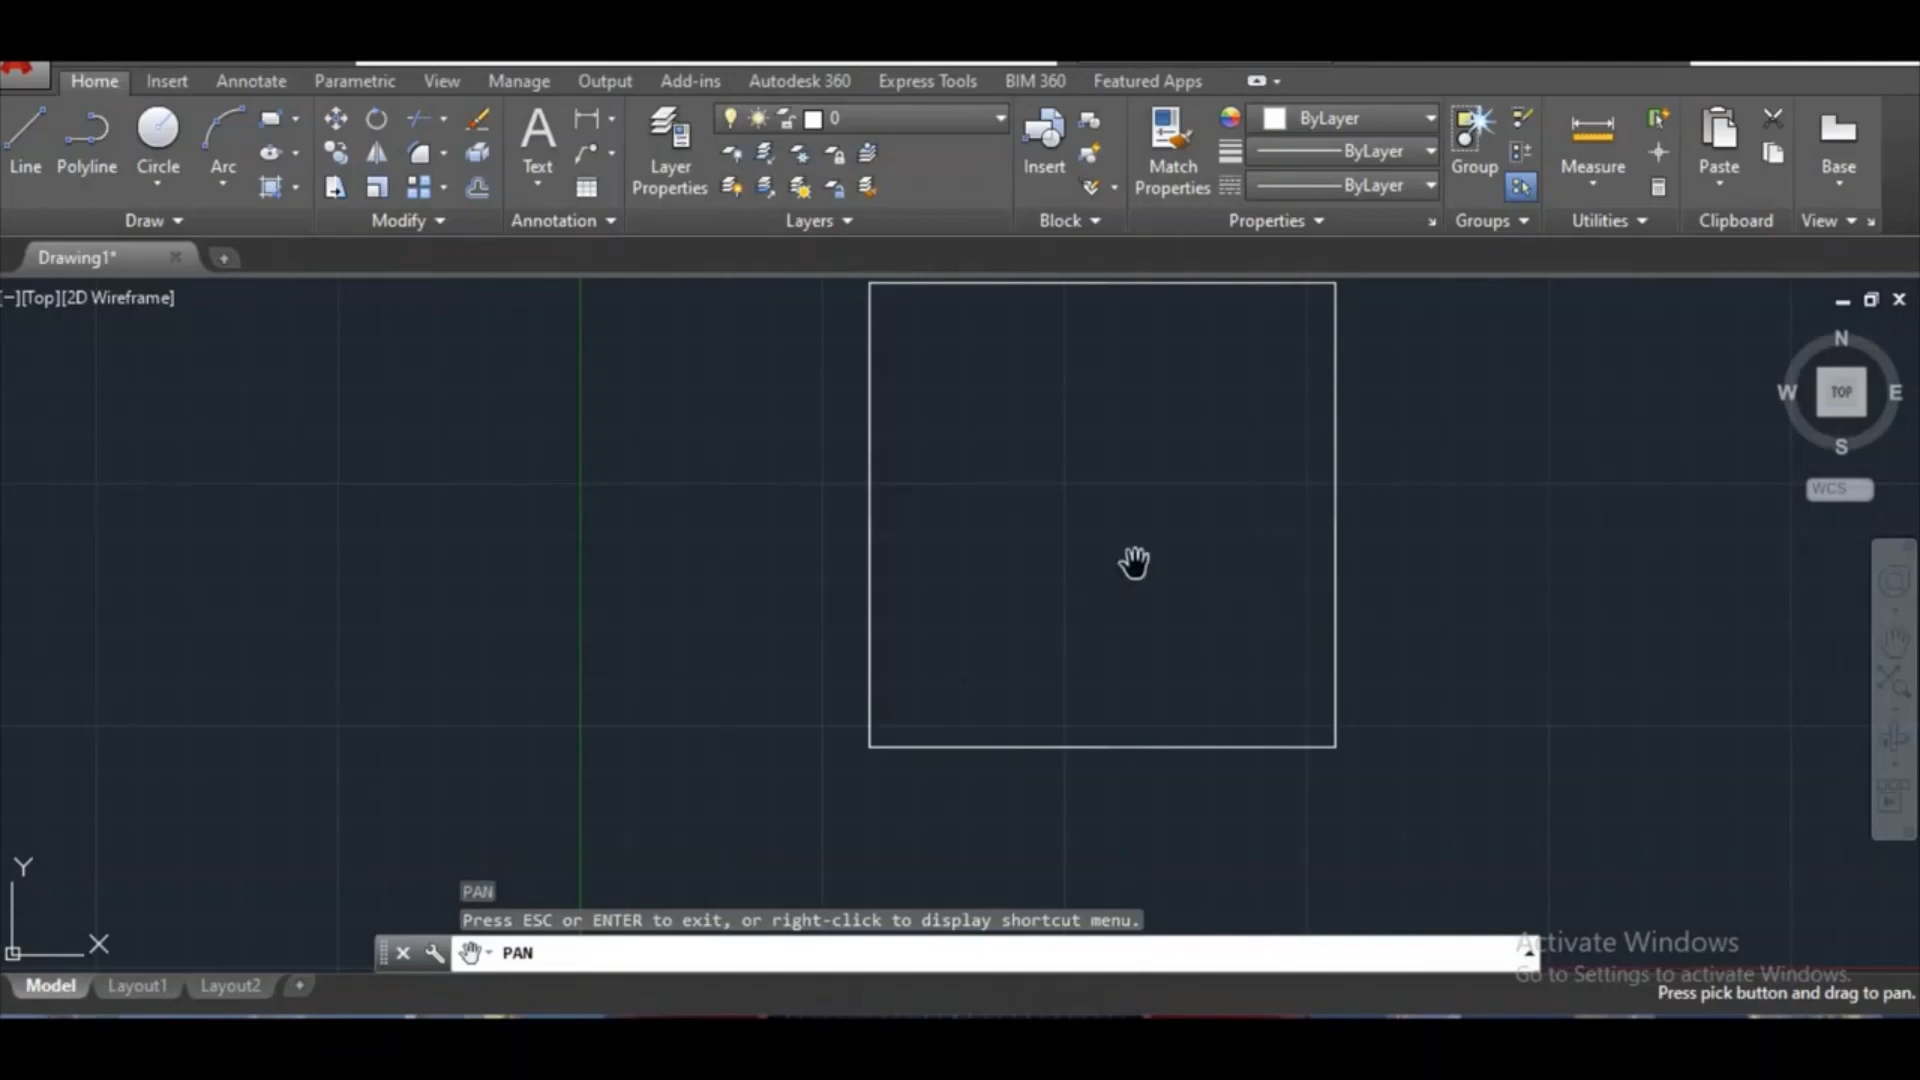 Home Insert Annotate Parametric View Manage Output Add-ins Autodesk 360 Express Tools BIM 360 Featured Apps
0 ByLayer
ByLayer
Line Polyline Circle Arc Text Layer Properties Insert Match Properties Group Measure Paste Base
ByLayer
Draw Modify Annotation Layers Block Properties Groups Utilities Clipboard View
Drawing1*
[−][Top][2D Wireframe]
N
W TOP E
S
WCS
Y
X
PAN
Press ESC or ENTER to exit, or right-click to display shortcut menu.
PAN
Activate Windows
Go to Settings to activate Windows.
Model Layout1 Layout2
Press pick button and drag to pan.